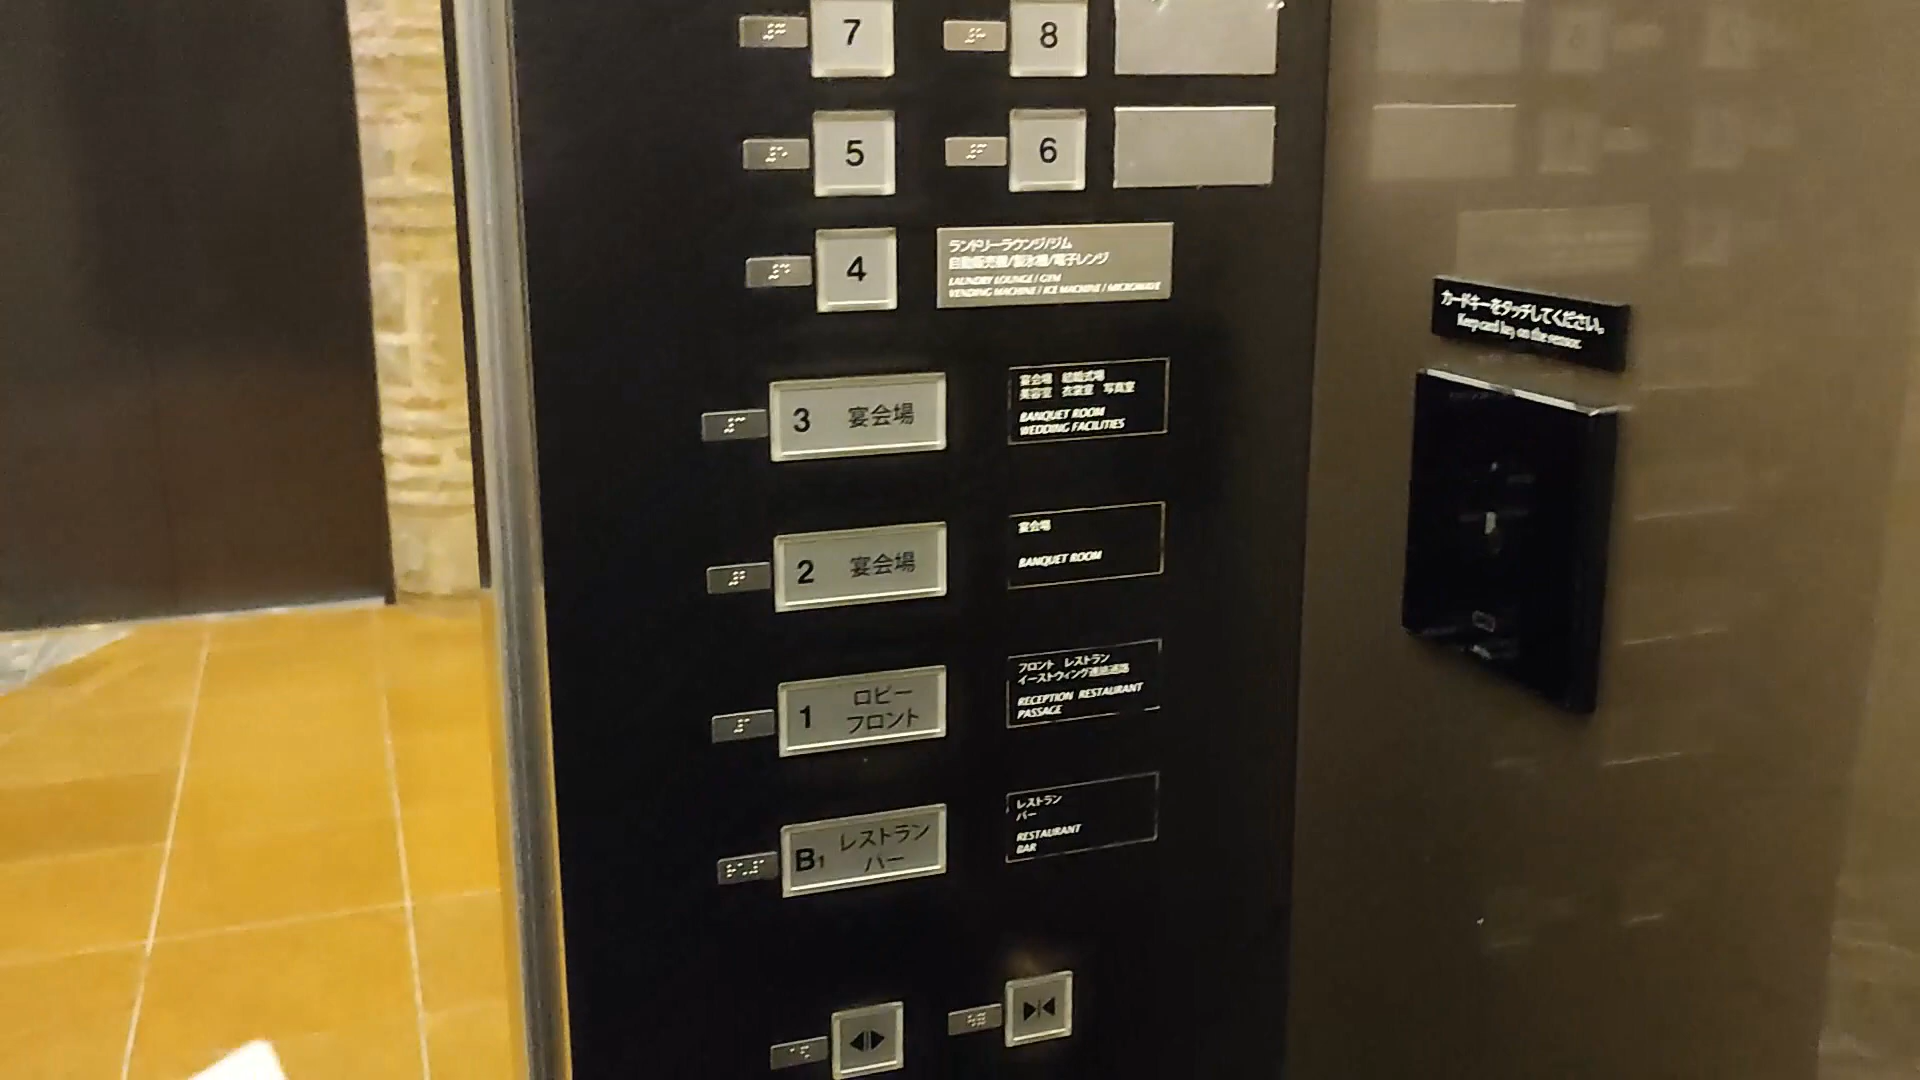 7
8
5
6
4
ランドリーラウンジ/ジム
自動販売機/製氷機/電子レンジ
LAUNDRY LOUNGE / GYM
VENDING MACHINE / ICE MACHINE / MICROWAVE
カードキーをタッチしてください。
Keep card key on the sensor.
3 宴会場
宴会場 結婚式場
美容室 衣裳室 写真室
BANQUET ROOM
WEDDING FACILITIES
2 宴会場
宴会場
BANQUET ROOM
1 ロビー
フロント
フロント レストラン
イーストウィング連絡通路
RECEPTION RESTAURANT
PASSAGE
B1 レストラン
バー
レストラン
バー
RESTAURANT
BAR